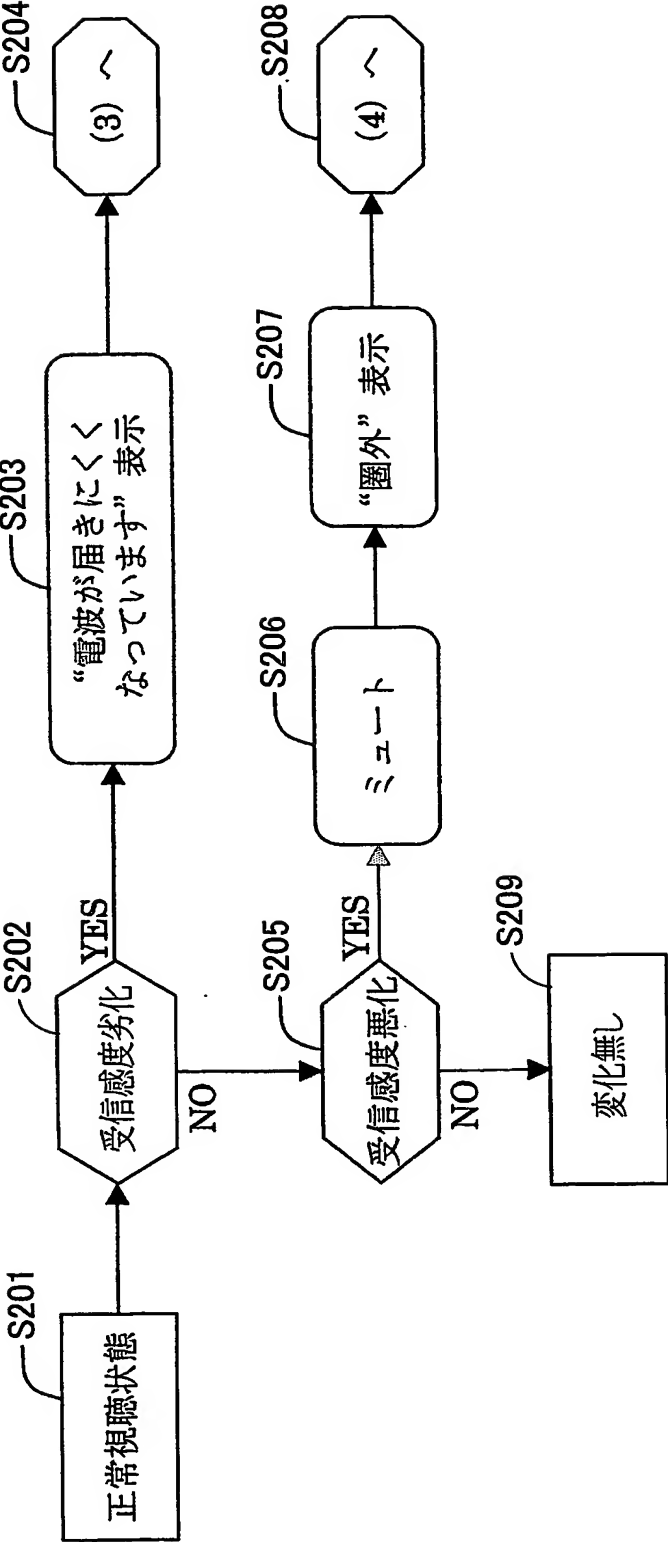 S201
正常視聴状態
S202
受信感度劣化
YES
NO
S203
“電波が届きにくく
なっています” 表示
S204
(3) へ
S205
受信感度悪化
YES
NO
S206
ミュート
S207
“圏外” 表示
S208
(4) へ
S209
変化無し